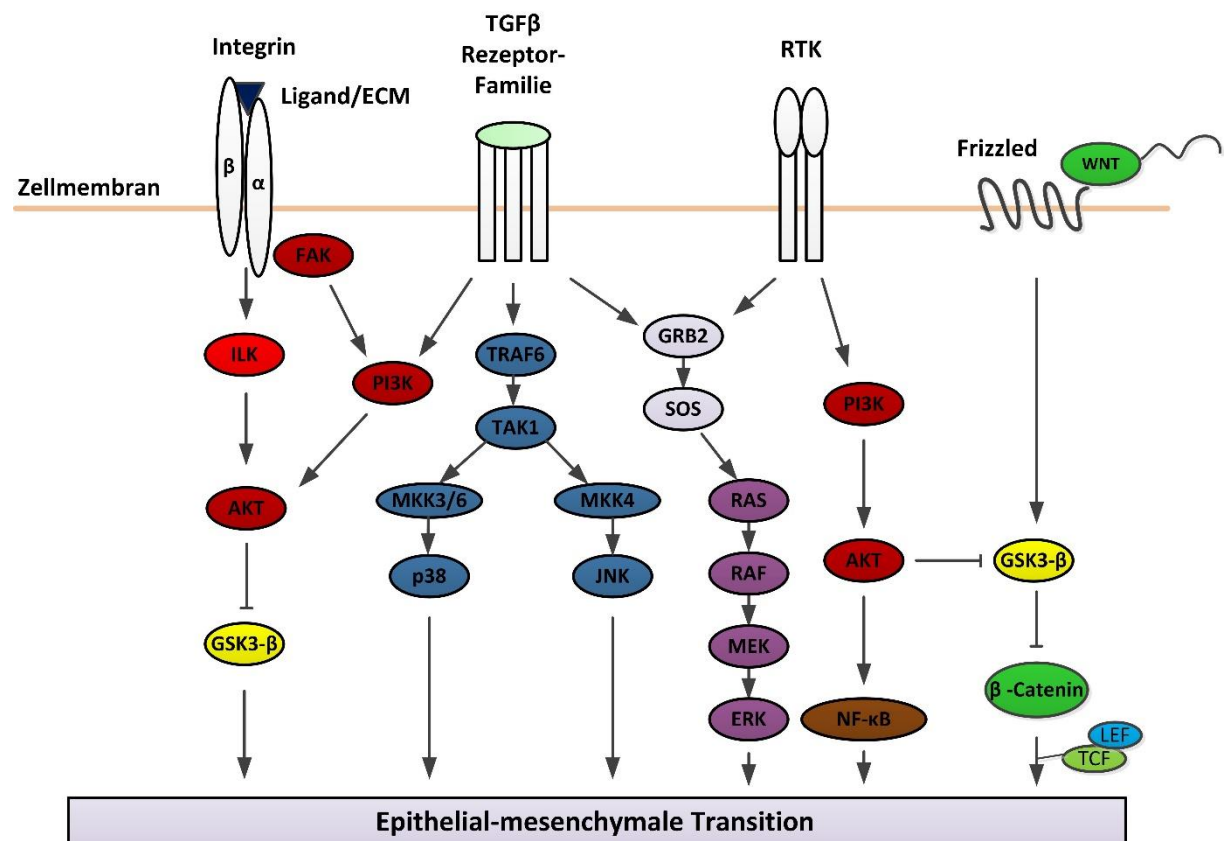 TGFβ
Rezeptor-
Familie
Integrin
RTK
Ligand/ECM
Frizzled
WNT
β
α
Zellmembran
FAK
ILK
PI3K
TRAF6
GRB2
SOS
PI3K
TAK1
AKT
MKK3/6
MKK4
RAS
p38
JNK
RAF
AKT
GSK3-β
GSK3-β
MEK
β -Catenin
ERK
NF-κB
LEF
TCF
Epithelial-mesenchymale Transition